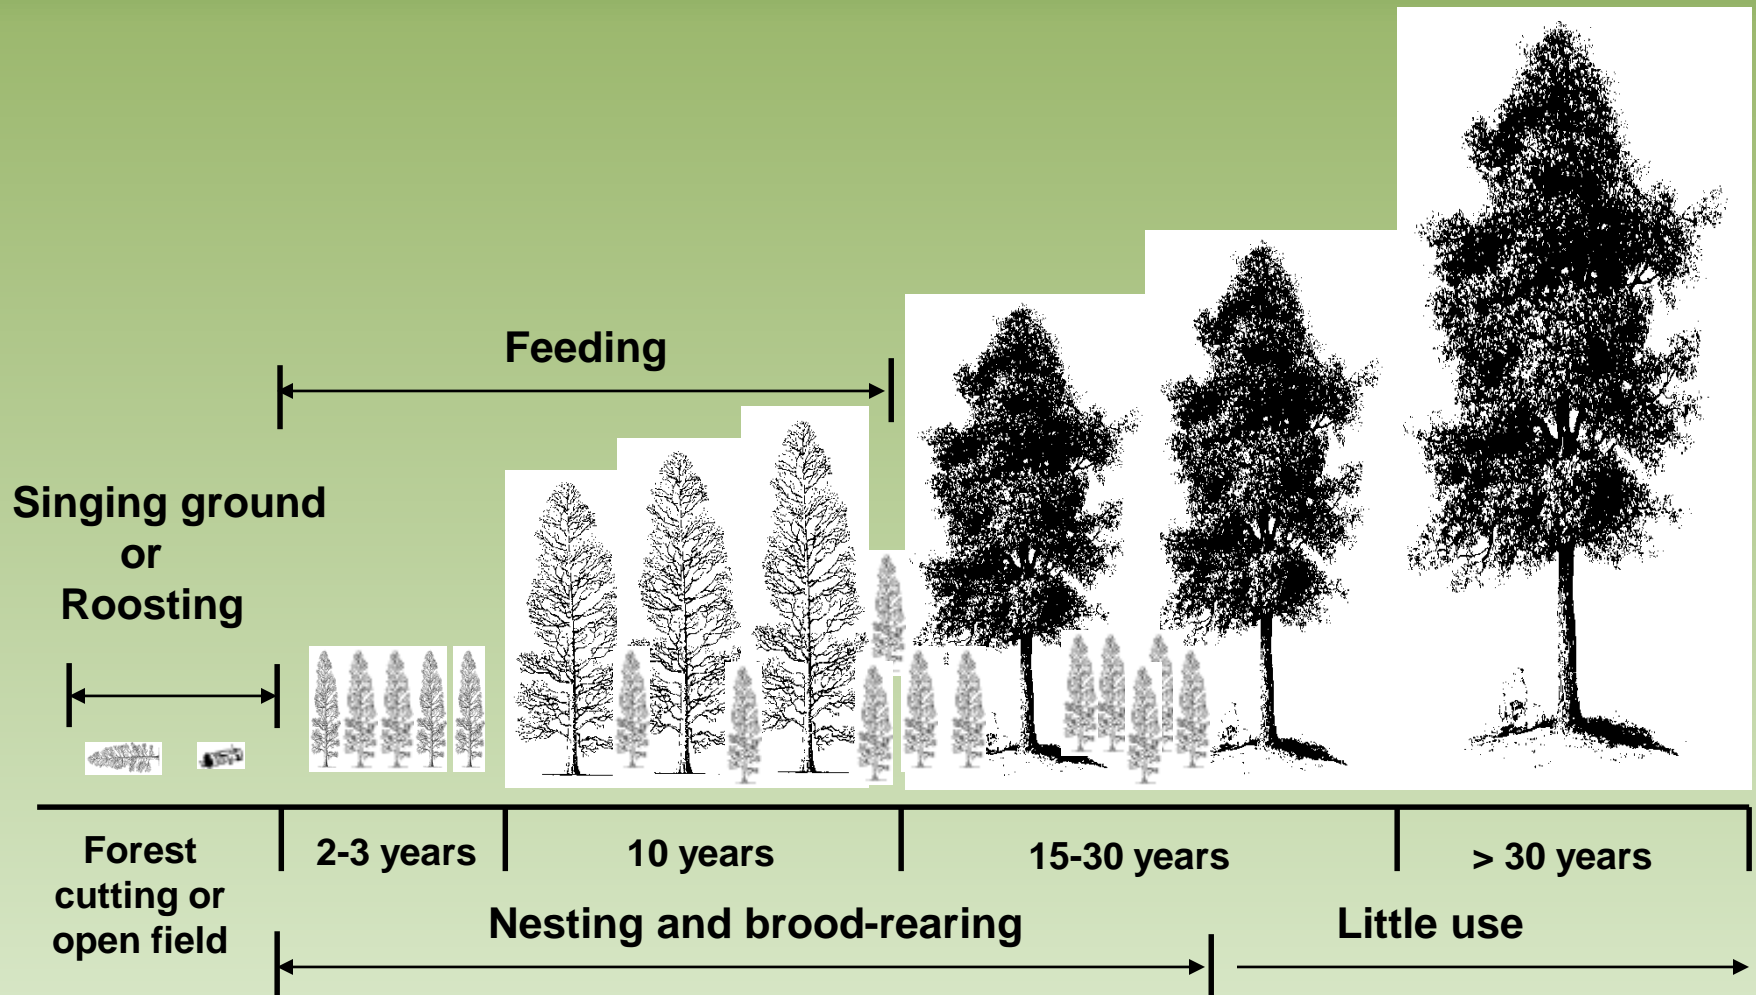 Feeding
Singing ground
or
Roosting
Forest
cutting or
open field
2-3 years
10 years
15-30 years
> 30 years
Nesting and brood-rearing
Little use